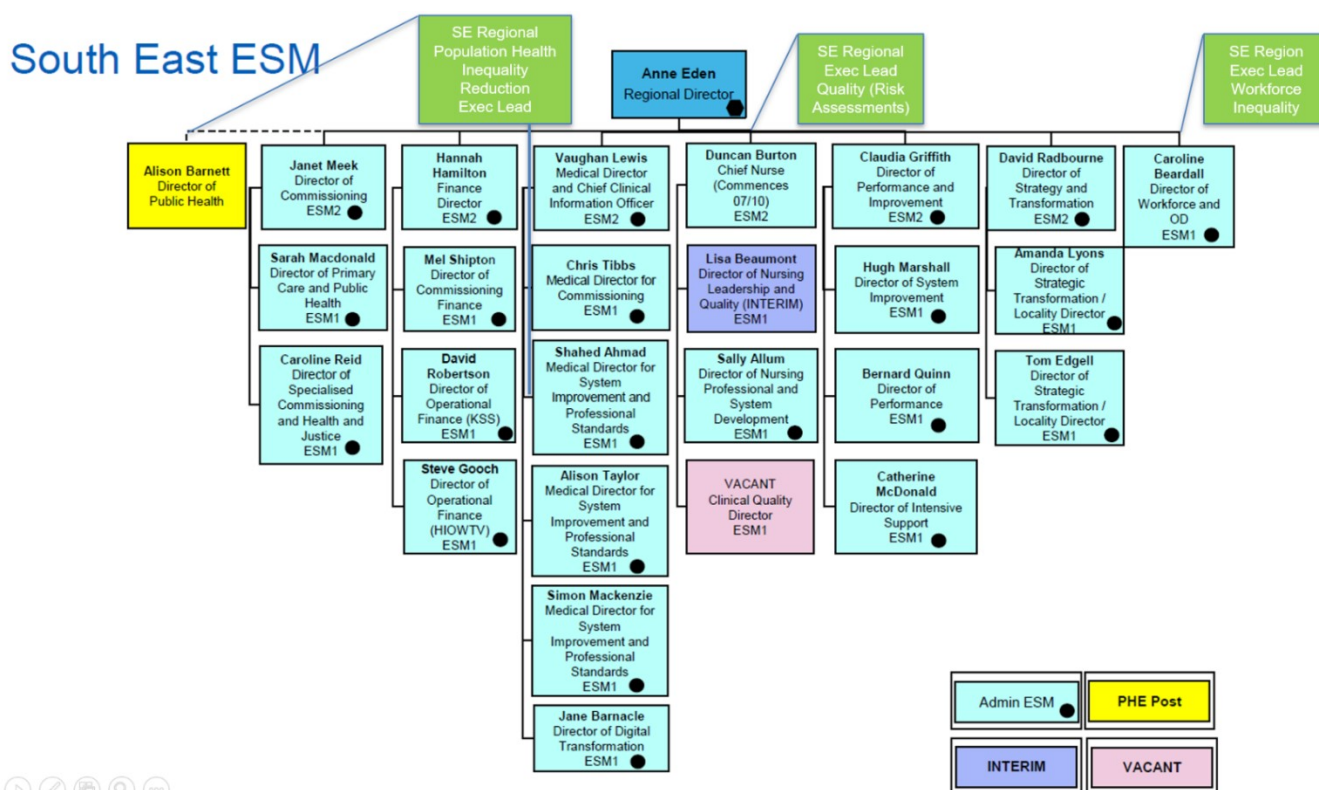 South East ESM
SE Regional
Population Health
Inequality
Reduction
Exec Lead
Anne Eden
Regional Director
SE Regional
Exec Lead
Quality (Risk
Assessments)
SE Region
Exec Lead
Workforce
Inequality
Alison Barnett
Director of
Public Health
Janet Meek
Director of
Commissioning
ESM2
Sarah Macdonald
Director of Primary
Care and Public
Health
ESM1
Caroline Reid
Director of
Specialised
Commissioning
and Health and
Justice
ESM1
Hannah
Hamilton
Finance
Director
ESM2
Mel Shipton
Director of
Commissioning
Finance
ESM1
David
Robertson
Director of
Operational
Finance (KSS)
ESM1
Steve Gooch
Director of
Operational
Finance
(HIOWTV)
ESM1
Vaughan Lewis
Medical Director
and Chief Clinical
Information Officer
ESM2
Chris Tibbs
Medical Director for
Commissioning
ESM1
Shahed Ahmad
Medical Director for
System
Improvement and
Professional
Standards
ESM1
Alison Taylor
Medical Director for
System
Improvement and
Professional
Standards
ESM1
Simon Mackenzie
Medical Director for
System
Improvement and
Professional
Standards
ESM1
Jane Barnacle
Director of Digital
Transformation
ESM1
Duncan Burton
Chief Nurse
(Commences
07/10)
ESM2
Lisa Beaumont
Director of Nursing
Leadership and
Quality (INTERIM)
ESM1
Sally Allum
Director of Nursing
Professional and
System
Development
ESM1
VACANT
Clinical Quality
Director
ESM1
Claudia Griffith
Director of
Performance and
Improvement
ESM2
Hugh Marshall
Director of System
Improvement
ESM1
Bernard Quinn
Director of
Performance
ESM1
Catherine
McDonald
Director of Intensive
Support
ESM1
David Radbourne
Director of
Strategy and
Transformation
ESM2
Amanda Lyons
Director of
Strategic
Transformation /
Locality Director
ESM1
Tom Edgell
Director of
Strategic
Transformation /
Locality Director
ESM1
Caroline
Beardall
Director of
Workforce and
OD
ESM1
Admin ESM
PHE Post
INTERIM
VACANT